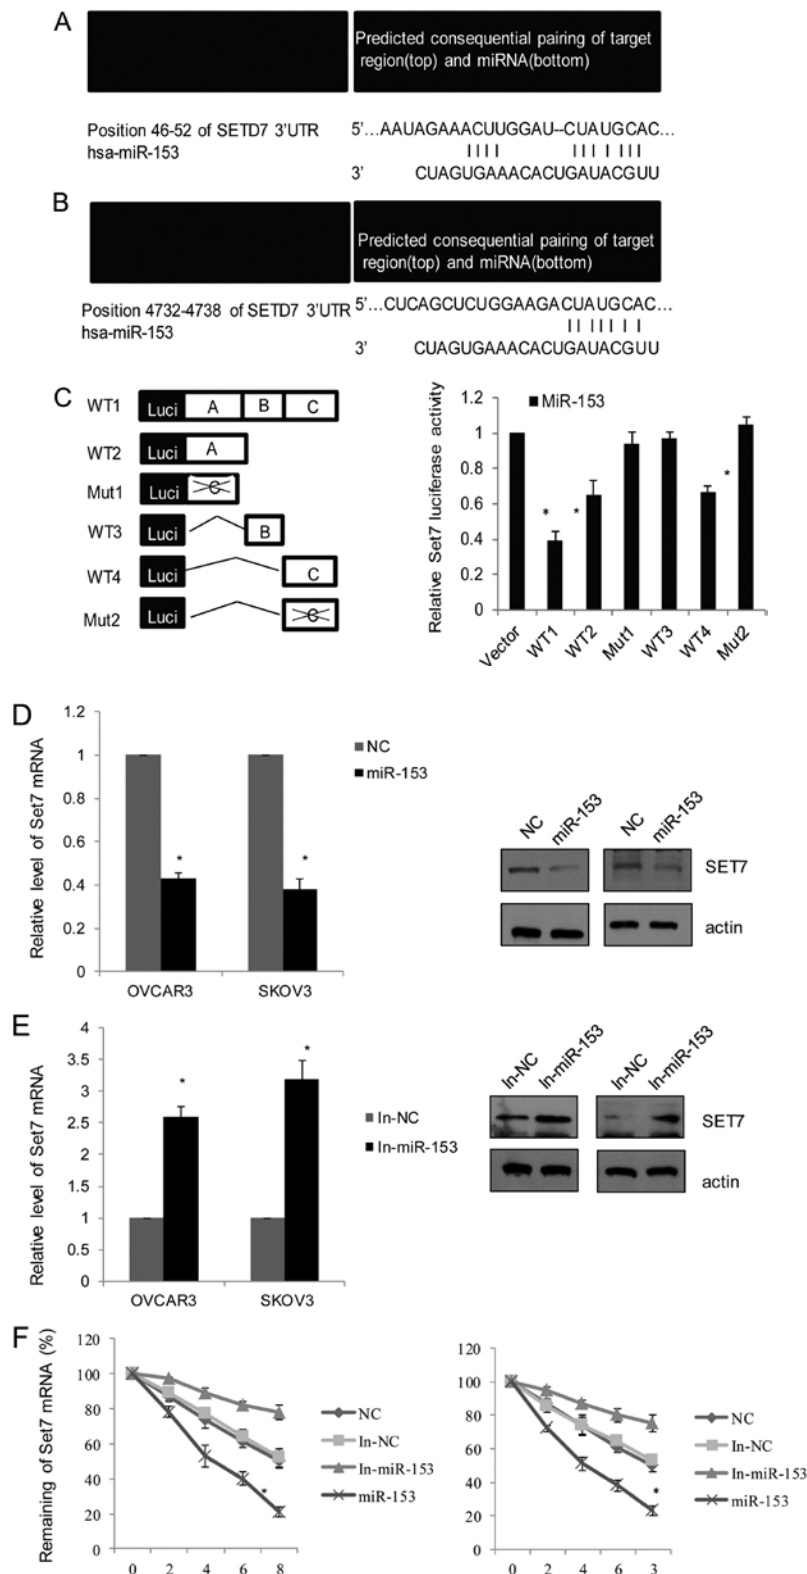 A
Predicted consequential pairing of target
region(top) and miRNA(bottom)
Position 46-52 of SETD7 3'UTR
hsa-miR-153
5'...AAUAGAAACUUGGAU--CUAUGCAC...
3' CUAGUGAAACACUGAUACGUU
B
Predicted consequential pairing of target
region(top) and miRNA(bottom)
Position 4732-4738 of SETD7 3'UTR
hsa-miR-153
5'...CUCAGCUCUGGAAGACUAUGCAC...
3' CUAGUGAAACACUGAUACGUU
C
WT1 Luci A B C
WT2 Luci A
Mut1 Luci C
WT3 Luci B
WT4 Luci C
Mut2 Luci C
Relative Set7 luciferase activity
MiR-153
1.2
1
0.8
0.6
0.4
0.2
0
* * *
Vector WT1 WT2 Mut1 WT3 WT4 Mut2
D
Relative level of Set7 mRNA
1.2
1
0.8
0.6
0.4
0.2
0
* *
OVCAR3 SKOV3
NC
miR-153
NC miR-153 NC miR-153
SET7
actin
E
Relative level of Set7 mRNA
4
3.5
3
2.5
2
1.5
1
0.5
0
* *
OVCAR3 SKOV3
In-NC
In-miR-153
In-NC In-miR-153 In-NC In-miR-153
SET7
actin
F
Remaining of Set7 mRNA (%)
120
100
80
60
40
20
0
*
0 2 4 6 8
NC
In-NC
In-miR-153
miR-153
120
100
80
60
40
20
0
*
0 2 4 6 3
NC
In-NC
In-miR-153
miR-153